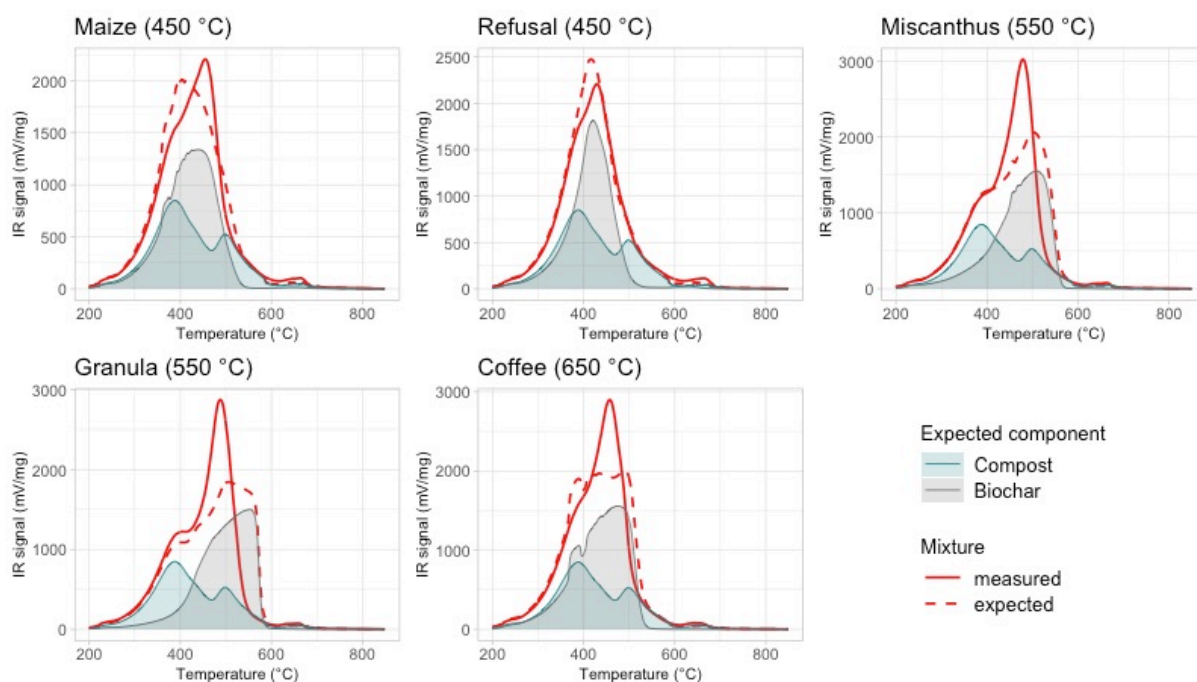 Maize (450 °C)
IR signal (mV/mg)
2000
1500
1000
500
0
200 400 600 800
Temperature (°C)
Refusal (450 °C)
IR signal (mV/mg)
2500
2000
1500
1000
500
0
200 400 600 800
Temperature (°C)
Miscanthus (550 °C)
IR signal (mV/mg)
3000
2000
1000
0
200 400 600 800
Temperature (°C)
Granula (550 °C)
IR signal (mV/mg)
3000
2000
1000
0
200 400 600 800
Temperature (°C)
Coffee (650 °C)
IR signal (mV/mg)
3000
2000
1000
0
200 400 600 800
Temperature (°C)
Expected component
Compost
Biochar
Mixture
measured
expected